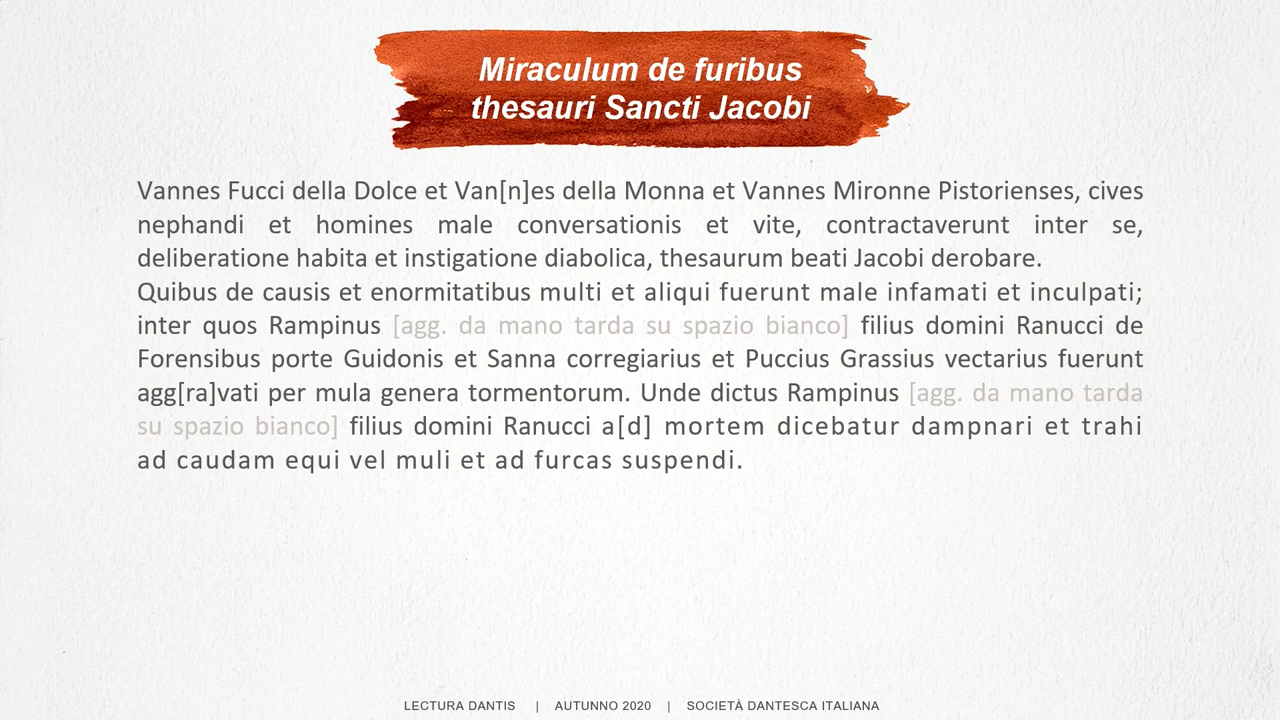 Miraculum de furibus
thesauri Sancti Jacobi
Vannes Fucci della Dolce et Van[n]es della Monna et Vannes Mironne Pistorienses, cives
nephandi et homines male conversationis et vite, contractaverunt inter se,
deliberatione habita et instigatione diabolica, thesaurum beati Jacobi derobare.
Quibus de causis et enormitatibus multi et aliqui fuerunt male infamati et inculpati;
inter quos Rampinus [agg. da mano tarda su spazio bianco] filius domini Ranucci de
Forensibus porte Guidonis et Sanna corregiarius et Puccius Grassius vectarius fuerunt
agg[ra]vati per mula genera tormentorum. Unde dictus Rampinus [agg. da mano tarda
su spazio bianco] filius domini Ranucci a[d] mortem dicebatur dampnari et trahi
ad caudam equi vel muli et ad furcas suspendi.
LECTURA DANTIS | AUTUNNO 2020 | SOCIETÀ DANTESCA ITALIANA